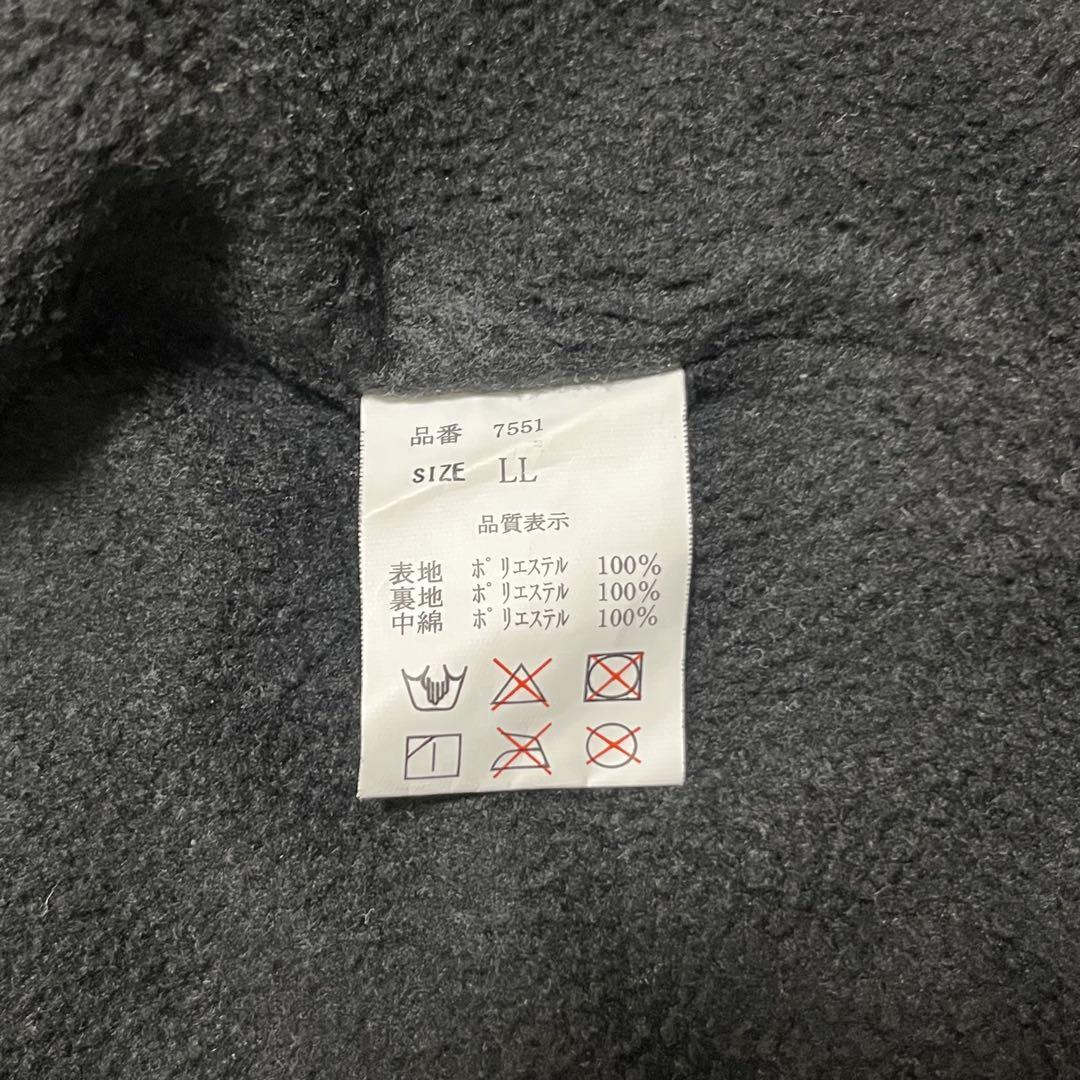 品番 7551
SIZE LL
品質表示
表地 ﾎﾟﾘｴｽﾃﾙ 100%
裏地 ﾎﾟﾘｴｽﾃﾙ 100%
中綿 ﾎﾟﾘｴｽﾃﾙ 100%